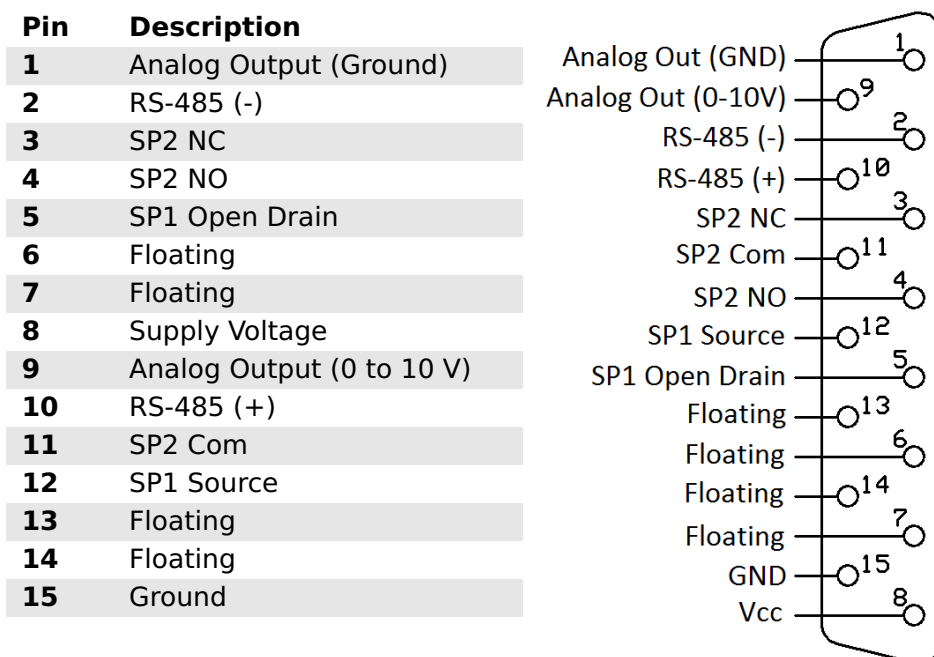 Pin Description
1 Analog Output (Ground)
2 RS-485 (-)
3 SP2 NC
4 SP2 NO
5 SP1 Open Drain
6 Floating
7 Floating
8 Supply Voltage
9 Analog Output (0 to 10 V)
10 RS-485 (+)
11 SP2 Com
12 SP1 Source
13 Floating
14 Floating
15 Ground
Analog Out (GND) 1
Analog Out (0-10V) 9
RS-485 (-) 2
RS-485 (+) 10
SP2 NC 3
SP2 Com 11
SP2 NO 4
SP1 Source 12
SP1 Open Drain 5
Floating 13
Floating 6
Floating 14
Floating 7
GND 15
Vcc 8